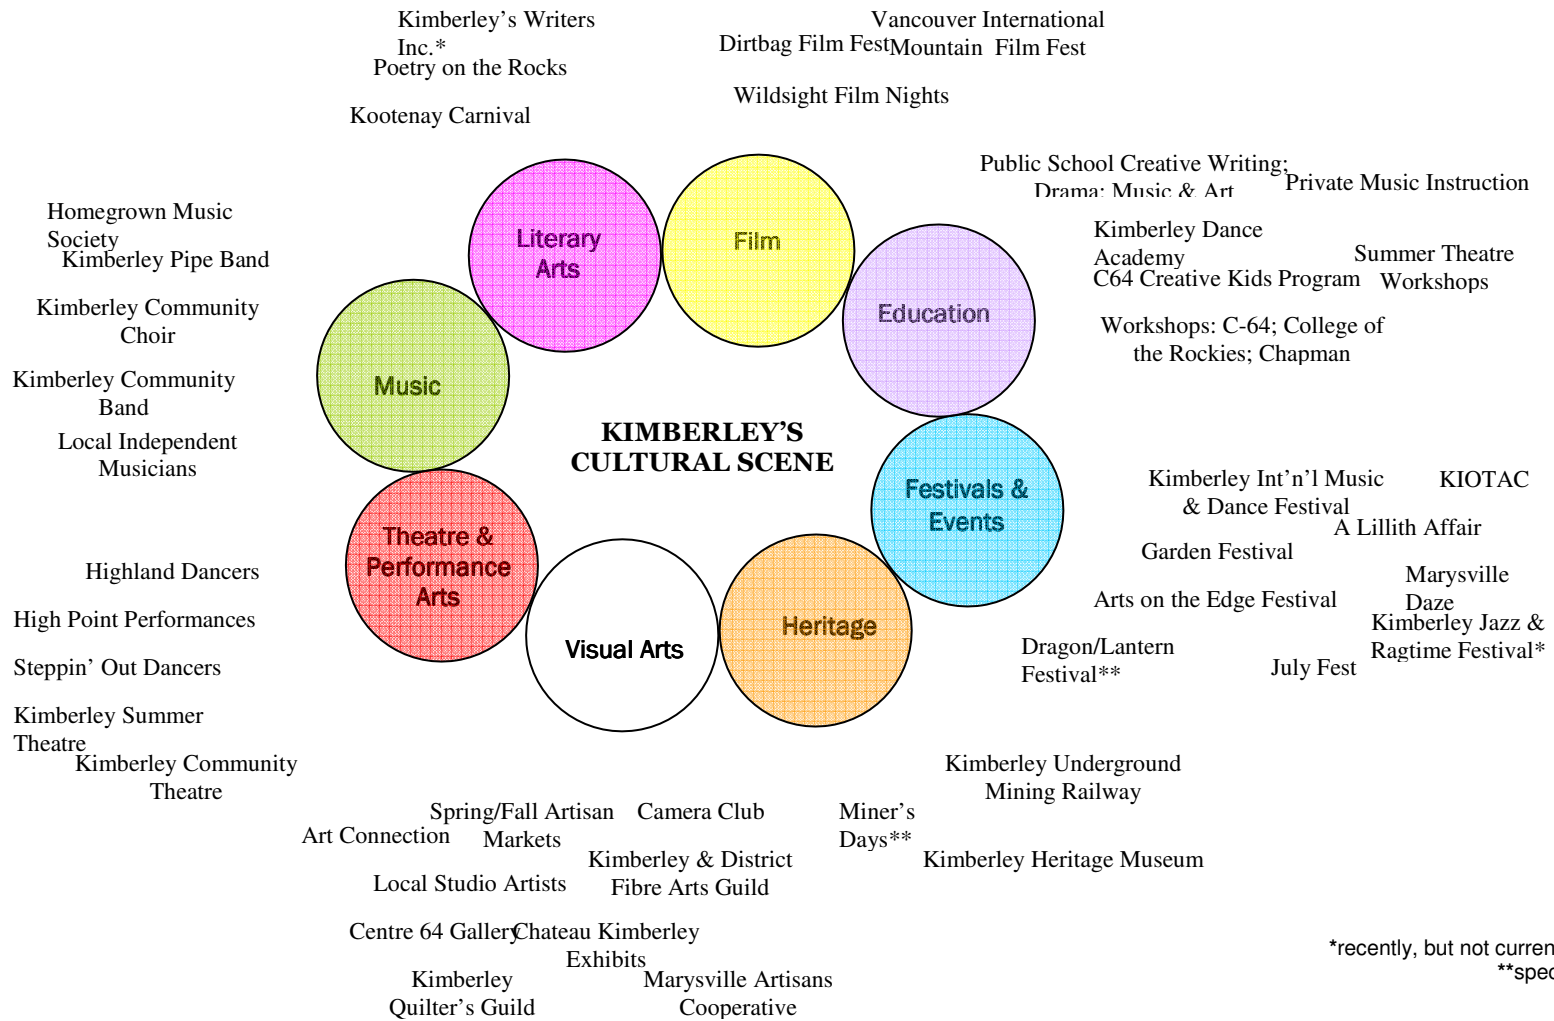 Kimberley's Writers
Inc.*
Poetry on the Rocks
Kootenay Carnival
Dirtbag Film Fest
Vancouver International
Mountain Film Fest
Wildsight Film Nights
Public School Creative Writing;
Drama; Music & Art
Private Music Instruction
Kimberley Dance
Academy
Summer Theatre
Workshops
C64 Creative Kids Program
Workshops: C-64; College of
the Rockies; Chapman
Homegrown Music
Society
Kimberley Pipe Band
Kimberley Community
Choir
Kimberley Community
Band
Local Independent
Musicians
Literary
Arts
Film
Education
Music
KIMBERLEY'S
CULTURAL SCENE
Festivals &
Events
Theatre &
Performance
Arts
Visual Arts
Heritage
Kimberley Int'n'l Music
& Dance Festival
KIOTAC
A Lillith Affair
Garden Festival
Marysville
Daze
Arts on the Edge Festival
Kimberley Jazz &
Ragtime Festival*
Dragon/Lantern
Festival**
July Fest
Highland Dancers
High Point Performances
Steppin' Out Dancers
Kimberley Summer
Theatre
Kimberley Community
Theatre
Art Connection
Spring/Fall Artisan
Markets
Camera Club
Kimberley & District
Fibre Arts Guild
Local Studio Artists
Centre 64 Gallery
Chateau Kimberley
Exhibits
Kimberley
Quilter's Guild
Marysville Artisans
Cooperative
Miner's
Days**
Kimberley Underground
Mining Railway
Kimberley Heritage Museum
*recently, but not curren
**spec